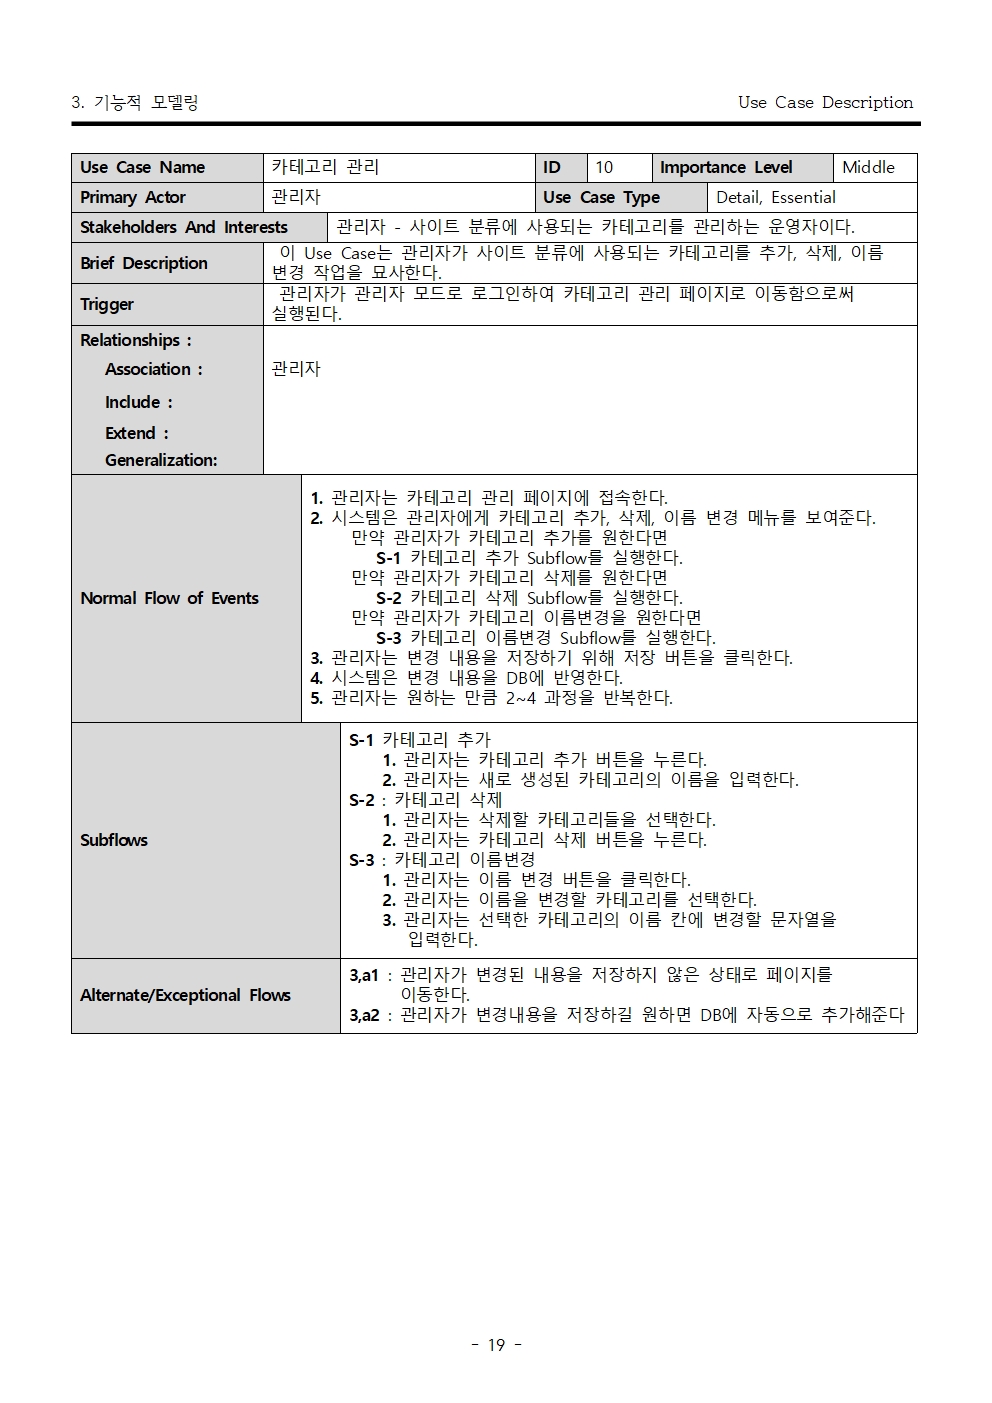 3. 기능적 모델링 Use Case Description
Use Case Name 카테고리 관리 ID 10 Importance Level Middle
Primary Actor 관리자 Use Case Type Detail, Essential
Stakeholders And Interests 관리자 - 사이트 분류에 사용되는 카테고리를 관리하는 운영자이다.
Brief Description 이 Use Case는 관리자가 사이트 분류에 사용되는 카테고리를 추가, 삭제, 이름
변경 작업을 묘사한다.
Trigger 관리자가 관리자 모드로 로그인하여 카테고리 관리 페이지로 이동함으로써
실행된다.
Relationships :
Association : 관리자
Include :
Extend :
Generalization:
Normal Flow of Events
1. 관리자는 카테고리 관리 페이지에 접속한다.
2. 시스템은 관리자에게 카테고리 추가, 삭제, 이름 변경 메뉴를 보여준다.
만약 관리자가 카테고리 추가를 원한다면
S-1 카테고리 추가 Subflow를 실행한다.
만약 관리자가 카테고리 삭제를 원한다면
S-2 카테고리 삭제 Subflow를 실행한다.
만약 관리자가 카테고리 이름변경을 원한다면
S-3 카테고리 이름변경 Subflow를 실행한다.
3. 관리자는 변경 내용을 저장하기 위해 저장 버튼을 클릭한다.
4. 시스템은 변경 내용을 DB에 반영한다.
5. 관리자는 원하는 만큼 2~4 과정을 반복한다.
Subflows
S-1 카테고리 추가
1. 관리자는 카테고리 추가 버튼을 누른다.
2. 관리자는 새로 생성된 카테고리의 이름을 입력한다.
S-2 : 카테고리 삭제
1. 관리자는 삭제할 카테고리들을 선택한다.
2. 관리자는 카테고리 삭제 버튼을 누른다.
S-3 : 카테고리 이름변경
1. 관리자는 이름 변경 버튼을 클릭한다.
2. 관리자는 이름을 변경할 카테고리를 선택한다.
3. 관리자는 선택한 카테고리의 이름 칸에 변경할 문자열을
입력한다.
Alternate/Exceptional Flows
3,a1 : 관리자가 변경된 내용을 저장하지 않은 상태로 페이지를
이동한다.
3,a2 : 관리자가 변경내용을 저장하길 원하면 DB에 자동으로 추가해준다
- 19 -